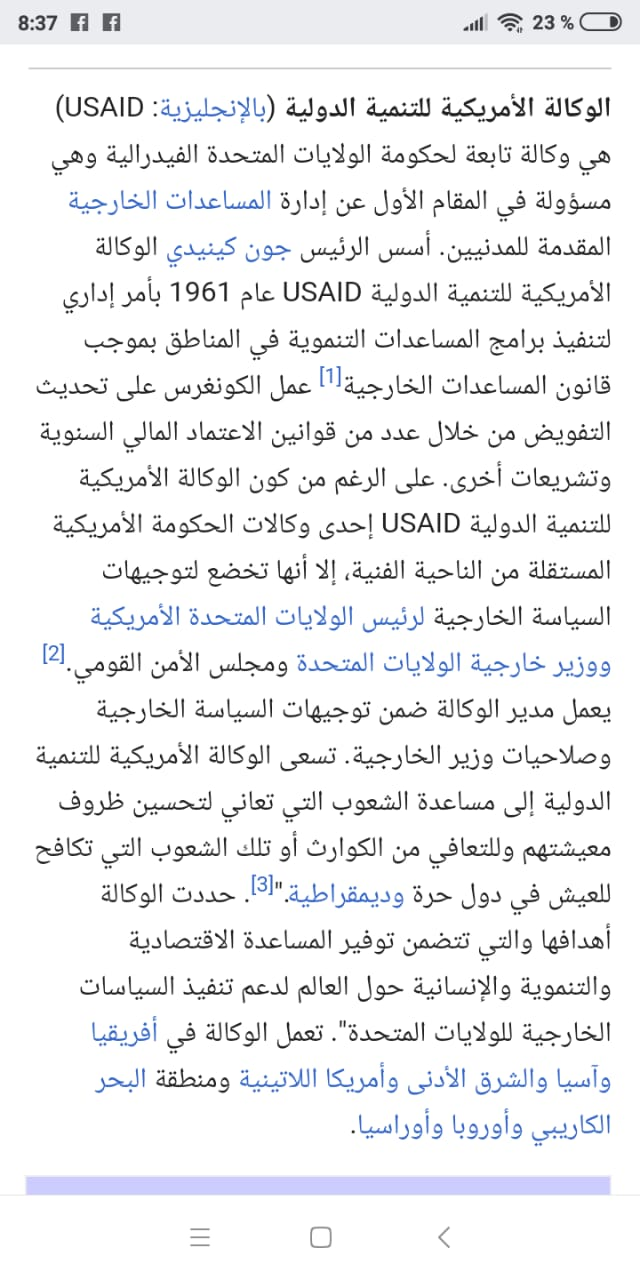 8:37
23 %
الوكالة الأمريكية للتنمية الدولية (بالإنجليزية: USAID)
هي وكالة تابعة لحكومة الولايات المتحدة الفيدرالية وهي
مسؤولة في المقام الأول عن إدارة المساعدات الخارجية
المقدمة للمدنيين. أسس الرئيس جون كينيدي الوكالة
الأمريكية للتنمية الدولية USAID عام 1961 بأمر إداري
لتنفيذ برامج المساعدات التنموية في المناطق بموجب
قانون المساعدات الخارجية[1] عمل الكونغرس على تحديث
التفويض من خلال عدد من قوانين الاعتماد المالي السنوية
وتشريعات أخرى. على الرغم من كون الوكالة الأمريكية
للتنمية الدولية USAID إحدى وكالات الحكومة الأمريكية
المستقلة من الناحية الفنية، إلا أنها تخضع لتوجيهات
السياسة الخارجية لرئيس الولايات المتحدة الأمريكية
ووزير خارجية الولايات المتحدة ومجلس الأمن القومي.[2]
يعمل مدير الوكالة ضمن توجيهات السياسة الخارجية
وصلاحيات وزير الخارجية. تسعى الوكالة الأمريكية للتنمية
الدولية إلى مساعدة الشعوب التي تعاني لتحسين ظروف
معيشتهم وللتعافي من الكوارث أو تلك الشعوب التي تكافح
للعيش في دول حرة وديمقراطية."[3]. حددت الوكالة
أهدافها والتي تتضمن توفير المساعدة الاقتصادية
والتنموية والإنسانية حول العالم لدعم تنفيذ السياسات
الخارجية للولايات المتحدة". تعمل الوكالة في أفريقيا
وآسيا والشرق الأدنى وأمريكا اللاتينية ومنطقة البحر
الكاريبي وأوروبا وأوراسيا.